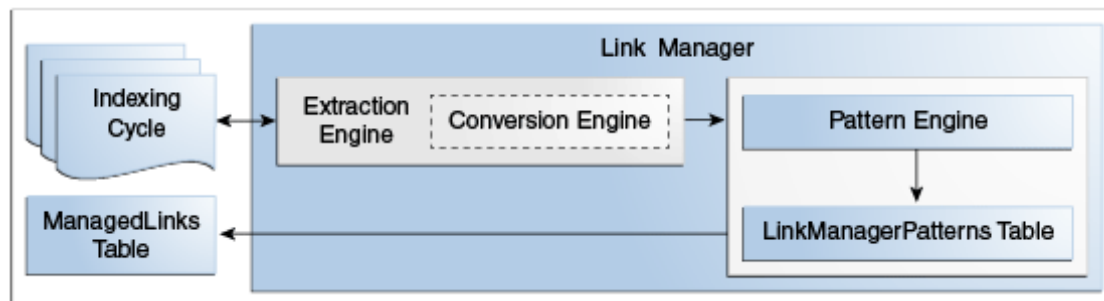 Link Manager
Indexing
Cycle
Extraction
Engine
Conversion Engine
Pattern Engine
ManagedLinks
Table
LinkManagerPatterns Table